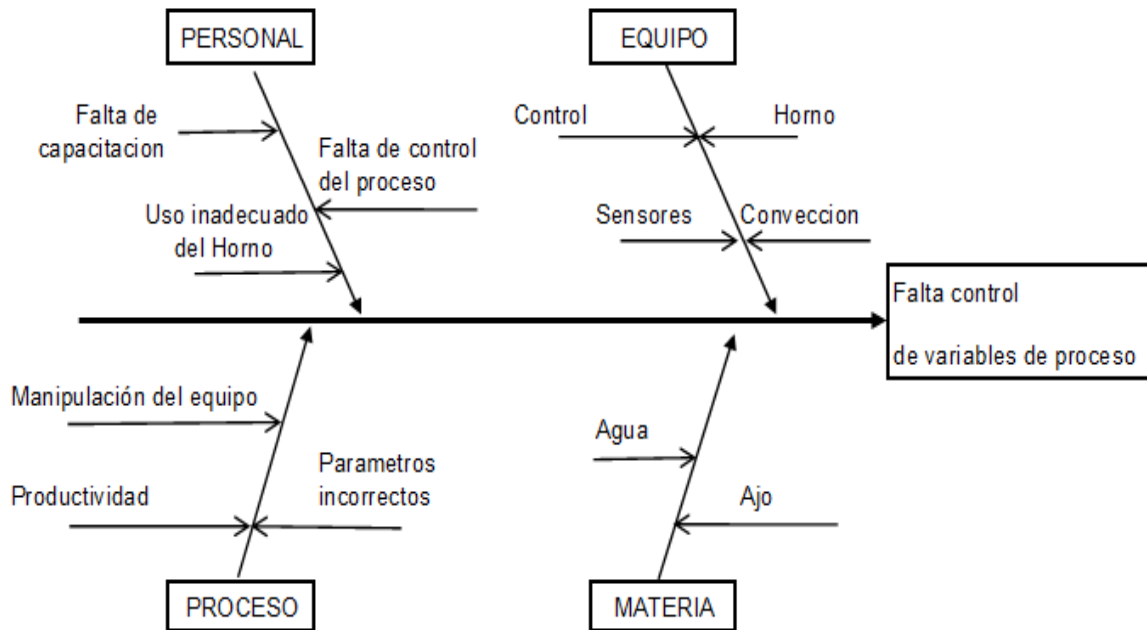 PERSONAL
EQUIPO
Falta de
capacitacion
Falta de control
del proceso
Uso inadecuado
del Horno
Control
Horno
Sensores
Conveccion
Falta control
de variables de proceso
Manipulación del equipo
Productividad
Parametros
incorrectos
Agua
Ajo
PROCESO
MATERIA